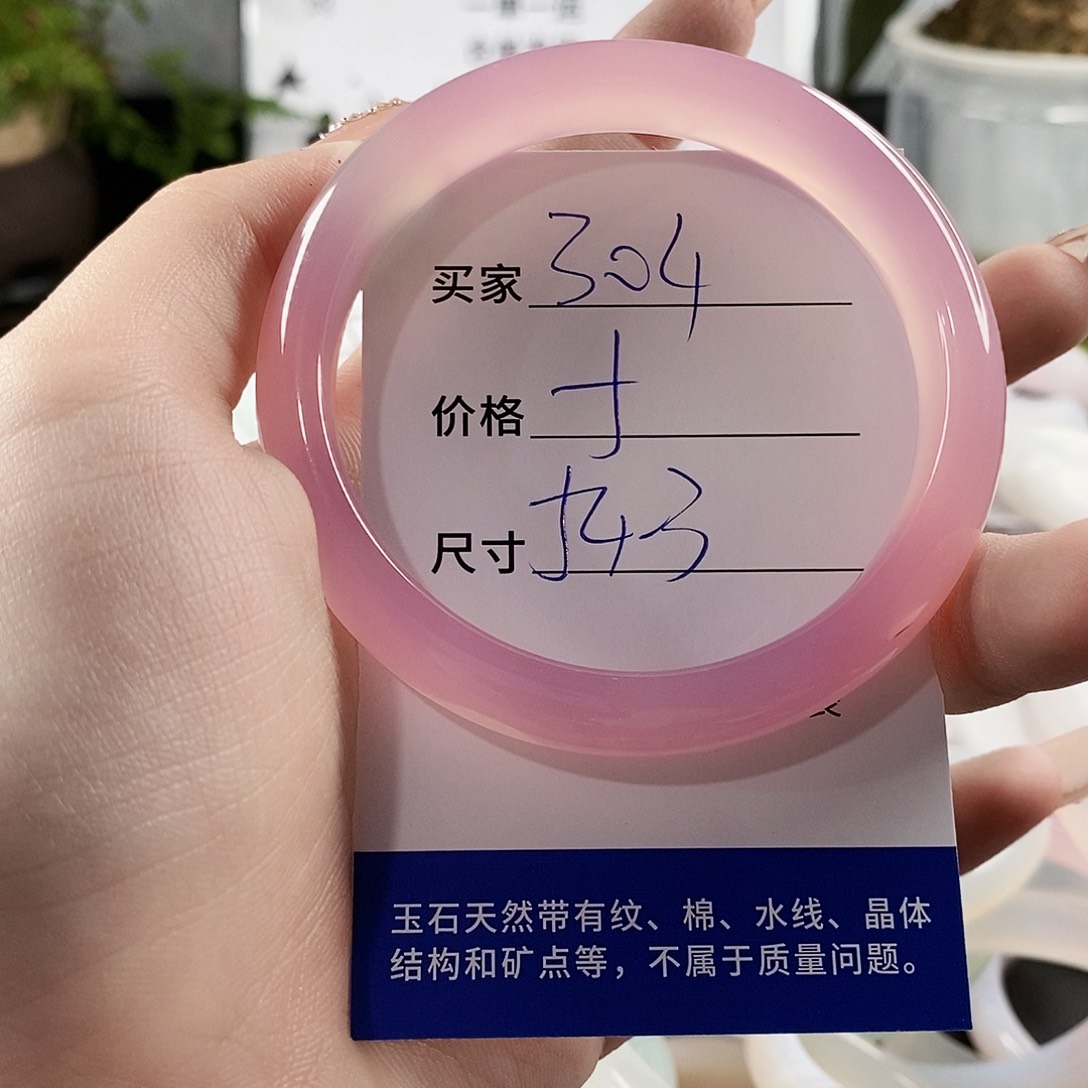 买家 304
价格
尺寸 543
玉石天然带有纹、棉、水线、晶体
结构和矿点等，不属于质量问题。